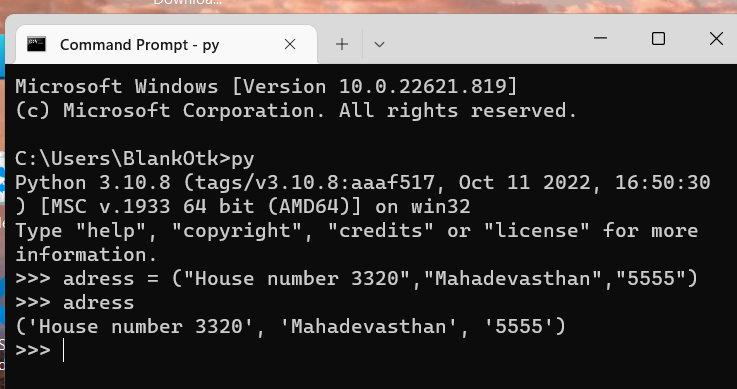 Downloa...
Command Prompt - py
Microsoft Windows [Version 10.0.22621.819]
(c) Microsoft Corporation. All rights reserved.
C:\Users\BlankOtk>py
Python 3.10.8 (tags/v3.10.8:aaaf517, Oct 11 2022, 16:50:30
) [MSC v.1933 64 bit (AMD64)] on win32
Type "help", "copyright", "credits" or "license" for more
information.
>>> adress = ("House number 3320","Mahadevasthan","5555")
>>> adress
('House number 3320', 'Mahadevasthan', '5555')
>>>